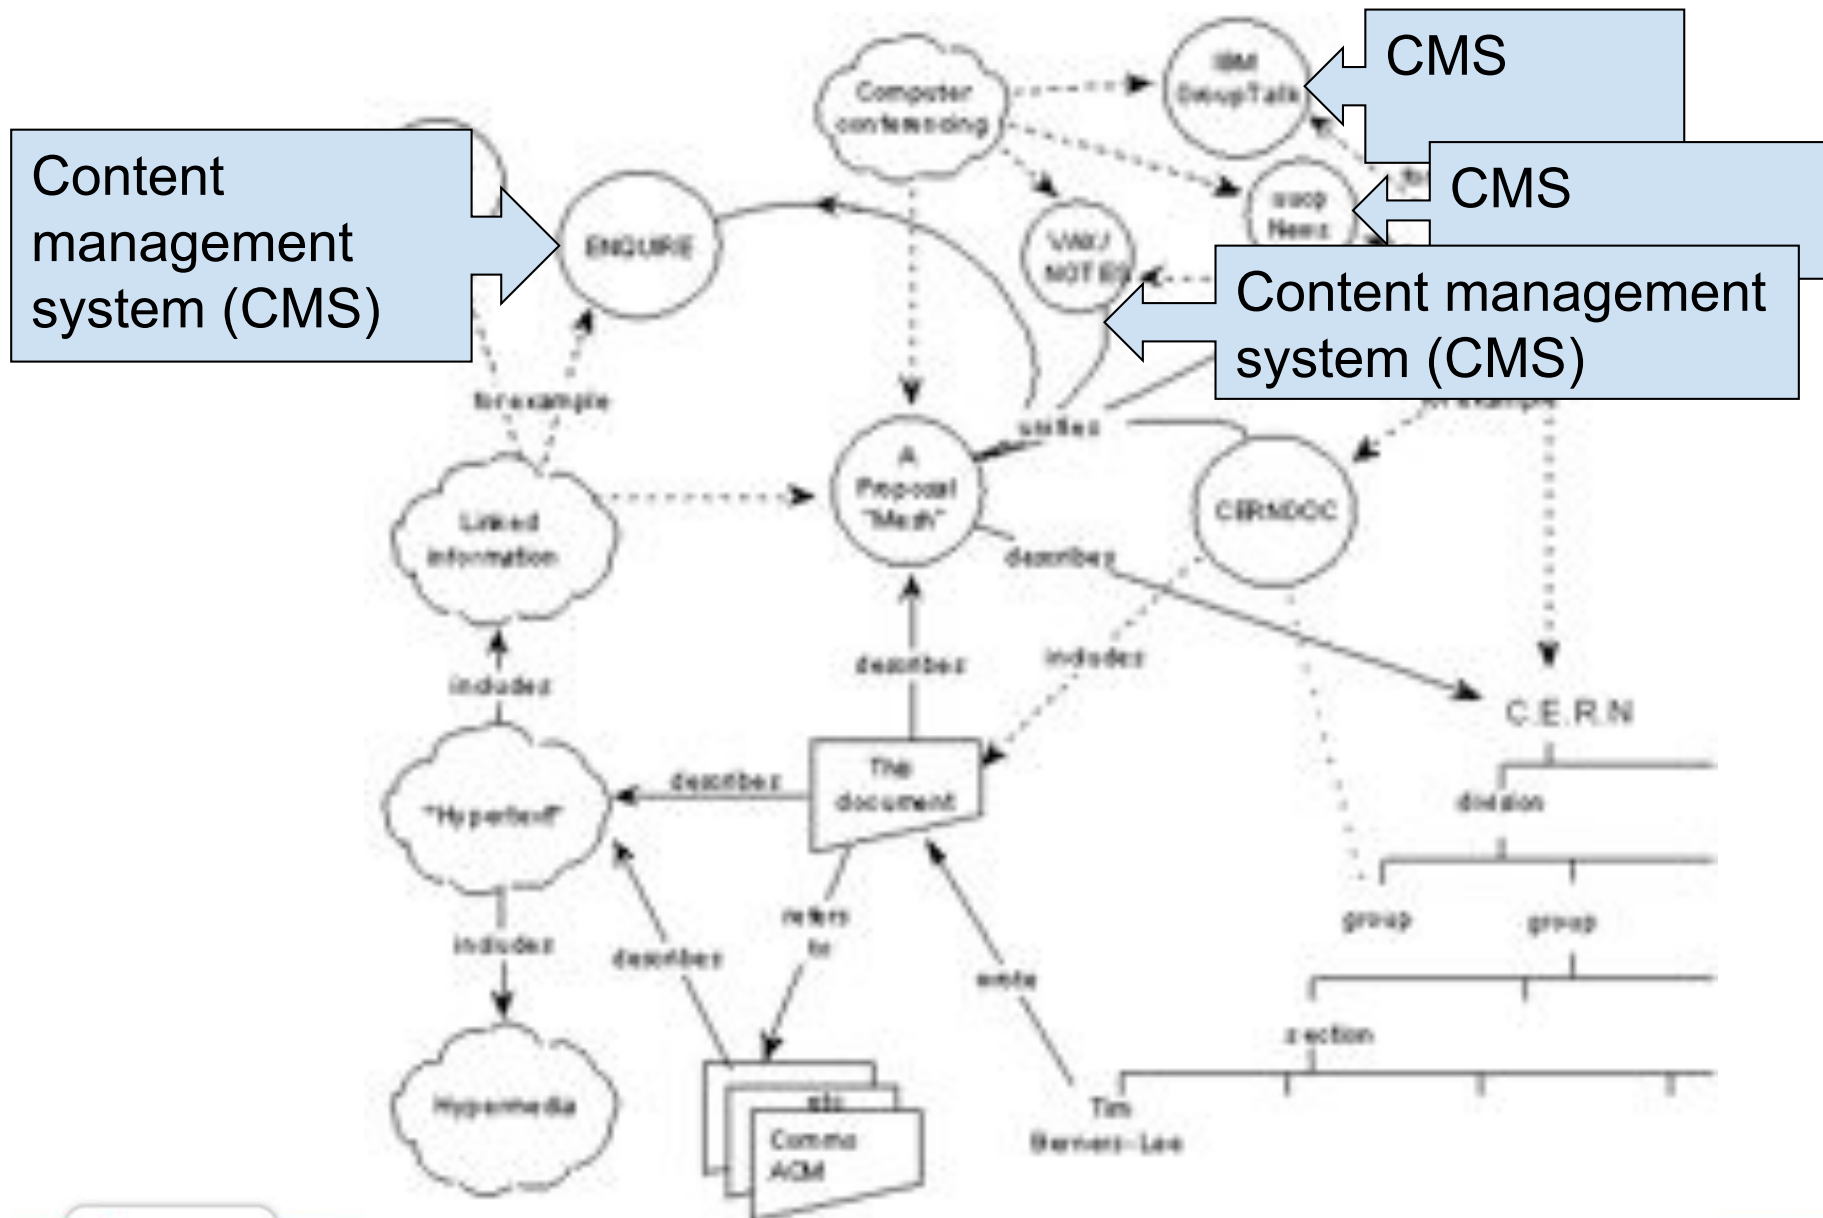 CMS
IBM
GroupTalk
Computer
conferencing
Content
management
system (CMS)
CMS
uucp
News
ENQUIRE
VAX/
NOTES
Content management
system (CMS)
for example
unifies
A
Proposal
"Mesh"
CERNDOC
Linked
information
describes
describes
includes
includes
C.E.R.N
describes
The
document
division
"Hypertext"
refers
to
group
group
includes
describes
wrote
section
Hypermedia
etc
Tim
Berners-Lee
Comms
ACM